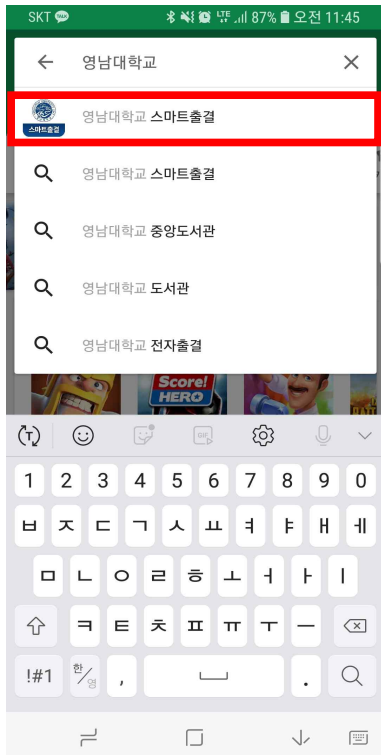 SKT TALK LTE 87% 오전 11:45
영남대학교
스마트출결
영남대학교 스마트출결
영남대학교 스마트출결
영남대학교 중앙도서관
영남대학교 도서관
영남대학교 전자출결
Score!
HERO
T GIF
1 2 3 4 5 6 7 8 9 0
ㅂ ㅈ ㄷ ㄱ ㅅ ㅛ ㅕ ㅑ ㅐ ㅔ
ㅁ ㄴ ㅇ ㄹ ㅎ ㅗ ㅓ ㅏ ㅣ
ㅋ ㅌ ㅊ ㅍ ㅠ ㅜ ㅡ
!#1 한/영 , .